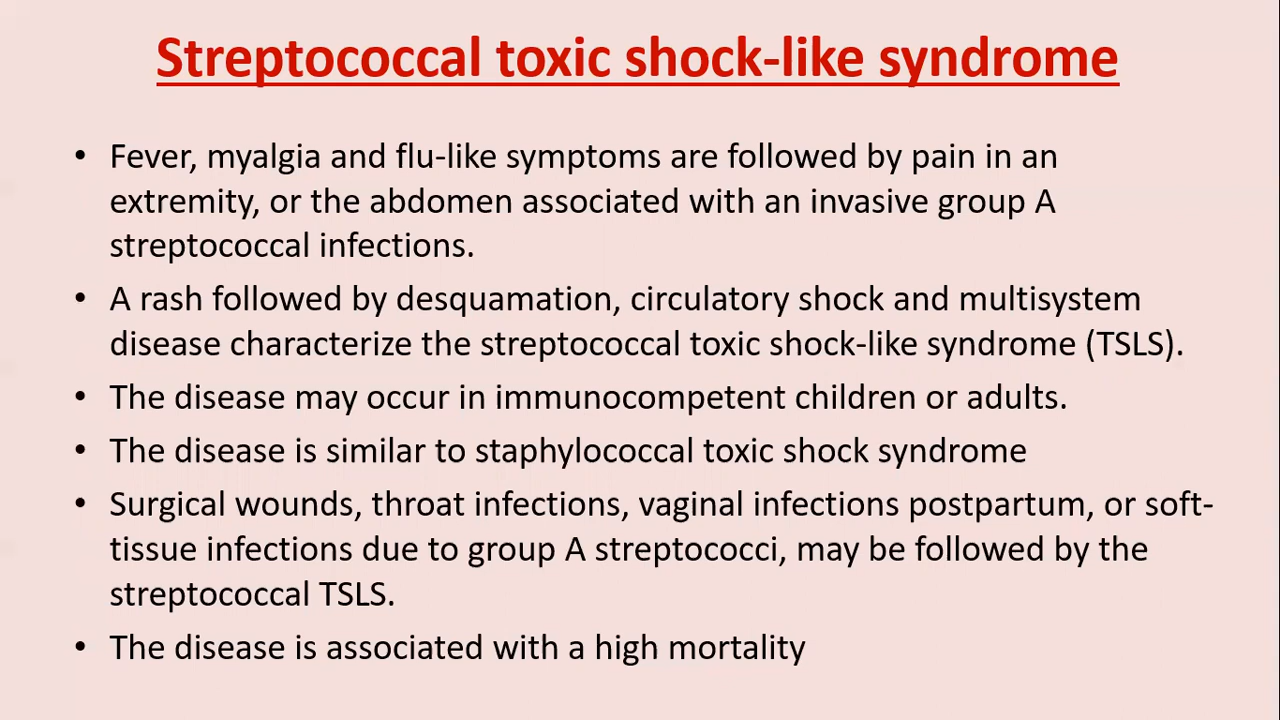 Streptococcal toxic shock-like syndrome
• Fever, myalgia and flu-like symptoms are followed by pain in an
extremity, or the abdomen associated with an invasive group A
streptococcal infections.
• A rash followed by desquamation, circulatory shock and multisystem
disease characterize the streptococcal toxic shock-like syndrome (TSLS).
• The disease may occur in immunocompetent children or adults.
• The disease is similar to staphylococcal toxic shock syndrome
• Surgical wounds, throat infections, vaginal infections postpartum, or soft-
tissue infections due to group A streptococci, may be followed by the
streptococcal TSLS.
• The disease is associated with a high mortality